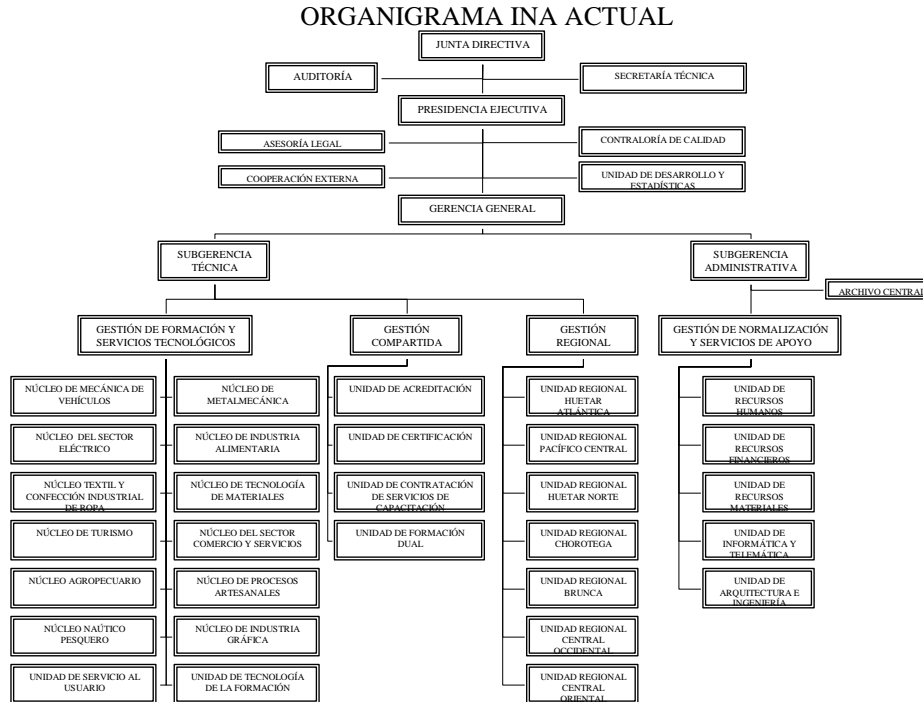 ORGANIGRAMA INA ACTUAL
JUNTA DIRECTIVA
AUDITORÍA
SECRETARÍA TÉCNICA
PRESIDENCIA EJECUTIVA
ASESORÍA LEGAL
CONTRALORÍA DE CALIDAD
COOPERACIÓN EXTERNA
UNIDAD DE DESARROLLO Y
ESTADÍSTICAS
GERENCIA GENERAL
SUBGERENCIA
TÉCNICA
SUBGERENCIA
ADMINISTRATIVA
ARCHIVO CENTRAL
GESTIÓN DE FORMACIÓN Y
SERVICIOS TECNOLÓGICOS
GESTIÓN
COMPARTIDA
GESTIÓN
REGIONAL
GESTIÓN DE NORMALIZACIÓN
Y SERVICIOS DE APOYO
NÚCLEO DE MECÁNICA DE
VEHÍCULOS
NÚCLEO DE
METALMECÁNICA
UNIDAD DE ACREDITACIÓN
UNIDAD REGIONAL
HUETAR
ATLÁNTICA
UNIDAD DE
RECURSOS
HUMANOS
NÚCLEO DEL SECTOR
ELÉCTRICO
NÚCLEO DE INDUSTRIA
ALIMENTARIA
UNIDAD DE CERTIFICACIÓN
UNIDAD REGIONAL
PACÍFICO CENTRAL
UNIDAD DE
RECURSOS
FINANCIEROS
NÚCLEO TEXTIL Y
CONFECCIÓN INDUSTRIAL
DE ROPA
NÚCLEO DE TECNOLOGÍA
DE MATERIALES
UNIDAD DE CONTRATACIÓN
DE SERVICIOS DE
CAPACITACIÓN
UNIDAD REGIONAL
HUETAR NORTE
UNIDAD DE
RECURSOS
MATERIALES
NÚCLEO DE TURISMO
NÚCLEO DEL SECTOR
COMERCIO Y SERVICIOS
UNIDAD DE FORMACIÓN
DUAL
UNIDAD REGIONAL
CHOROTEGA
UNIDAD DE
INFORMÁTICA Y
TELEMÁTICA
NÚCLEO AGROPECUARIO
NÚCLEO DE PROCESOS
ARTESANALES
UNIDAD REGIONAL
BRUNCA
UNIDAD DE
ARQUITECTURA E
INGENIERÍA
NÚCLEO NAÚTICO
PESQUERO
NÚCLEO DE INDUSTRIA
GRÁFICA
UNIDAD REGIONAL
CENTRAL
OCCIDENTAL
UNIDAD DE SERVICIO AL
USUARIO
UNIDAD DE TECNOLOGÍA
DE LA FORMACIÓN
UNIDAD REGIONAL
CENTRAL
ORIENTAL